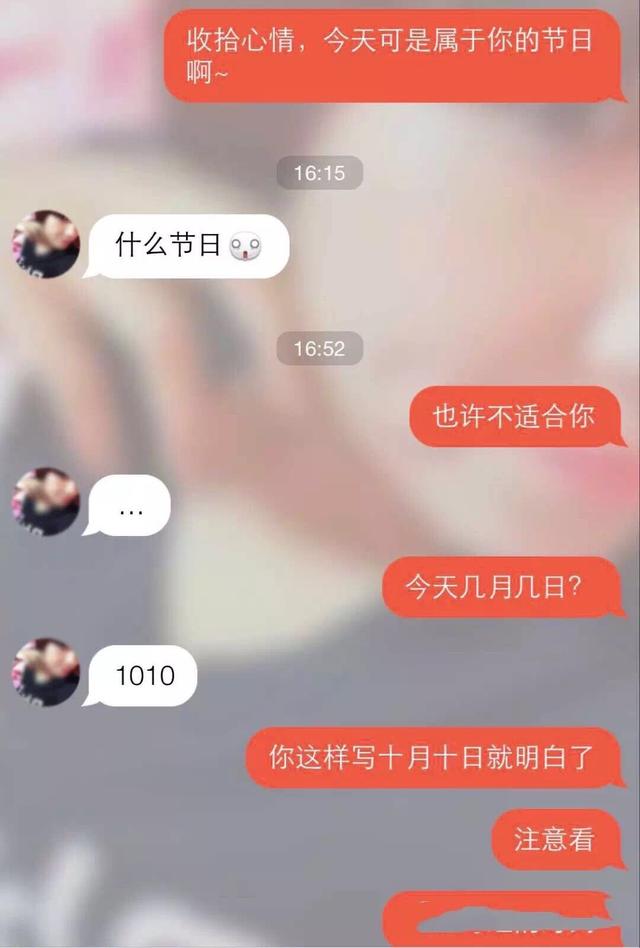 收拾心情，今天可是属于你的节日
啊~
16:15
什么节日
16:52
也许不适合你
...
今天几月几日?
1010
你这样写十月十日就明白了
注意看